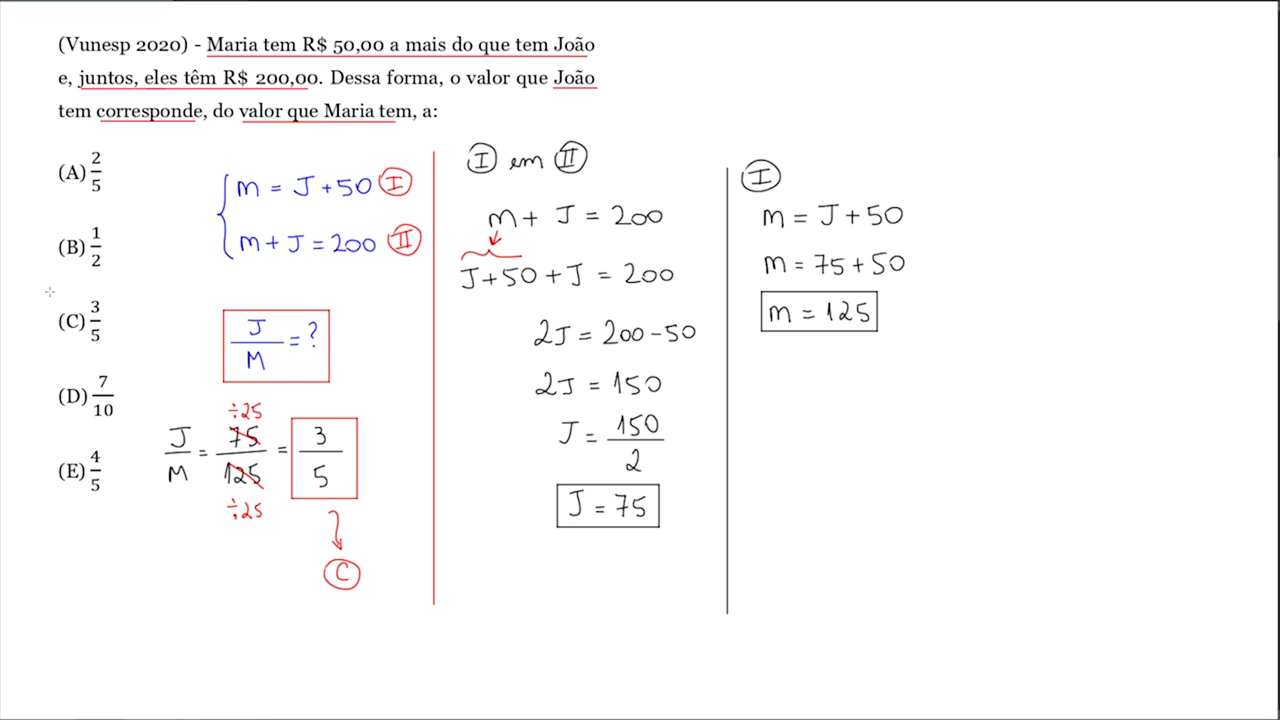 (Vunesp 2020) - Maria tem R$ 50,00 a mais do que tem João
e, juntos, eles têm R$ 200,00. Dessa forma, o valor que João
tem corresponde, do valor que Maria tem, a:
(A) 2/5
(B) 1/2
(C) 3/5
(D) 7/10
(E) 4/5
M = J + 50 I
M + J = 200 II
J/M = ?
÷25
J/M = 75/125 = 3/5
÷25
C
I em II
M + J = 200
J + 50 + J = 200
2J = 200 - 50
2J = 150
J = 150/2
J = 75
I
M = J + 50
M = 75 + 50
M = 125